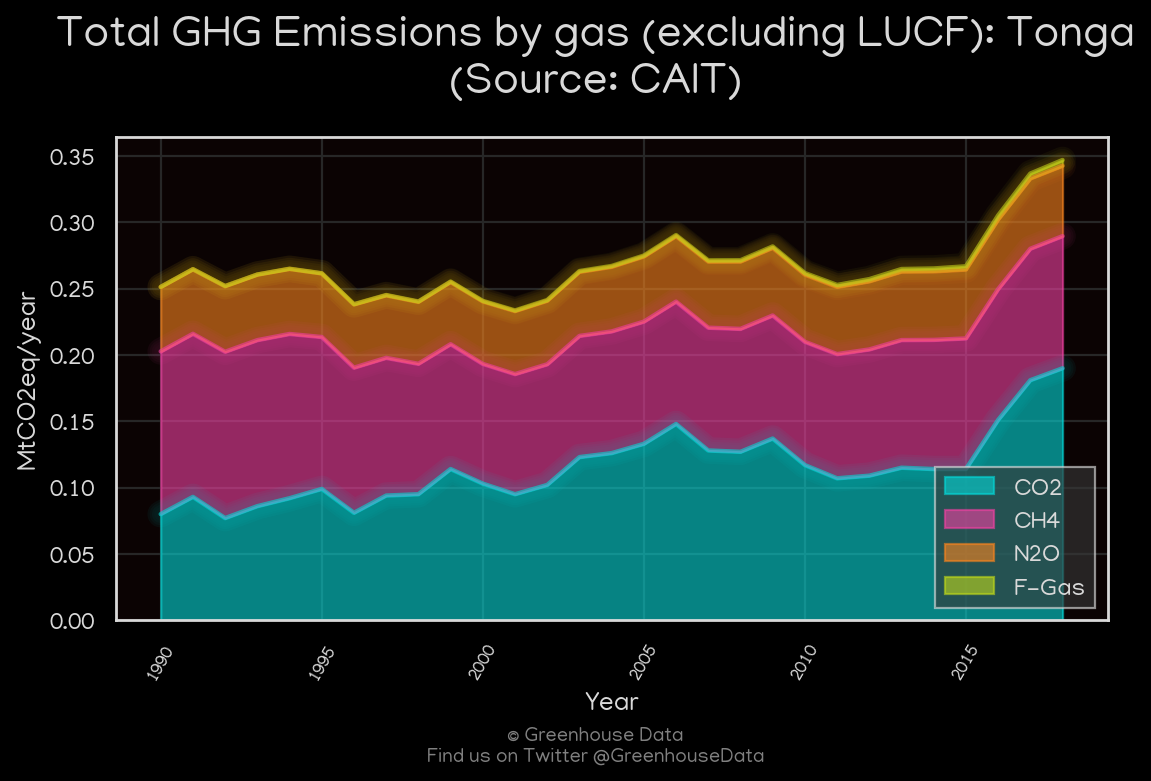 Total GHG Emissions by gas (excluding LUCF): Tonga
(Source: CAIT)
0.35
0.30
0.25
0.20
0.15
0.10
0.05
0.00
MtCO2eq/year
CO2
CH4
N2O
F-Gas
1990
1995
2000
2005
2010
2015
Year
© Greenhouse Data
Find us on Twitter @GreenhouseData